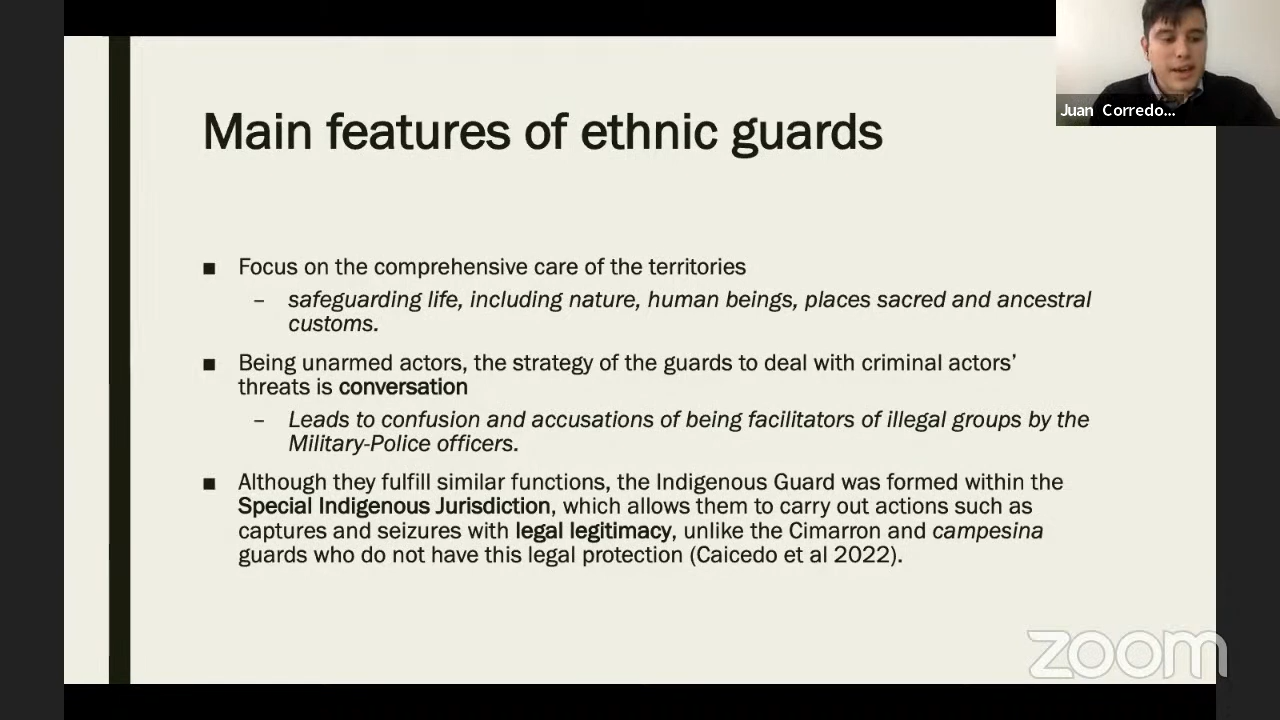 Juan Corredo...
Main features of ethnic guards
■ Focus on the comprehensive care of the territories
– safeguarding life, including nature, human beings, places sacred and ancestral
customs.
■ Being unarmed actors, the strategy of the guards to deal with criminal actors’
threats is conversation
– Leads to confusion and accusations of being facilitators of illegal groups by the
Military-Police officers.
■ Although they fulfill similar functions, the Indigenous Guard was formed within the
Special Indigenous Jurisdiction, which allows them to carry out actions such as
captures and seizures with legal legitimacy, unlike the Cimarron and campesina
guards who do not have this legal protection (Caicedo et al 2022).
zoom